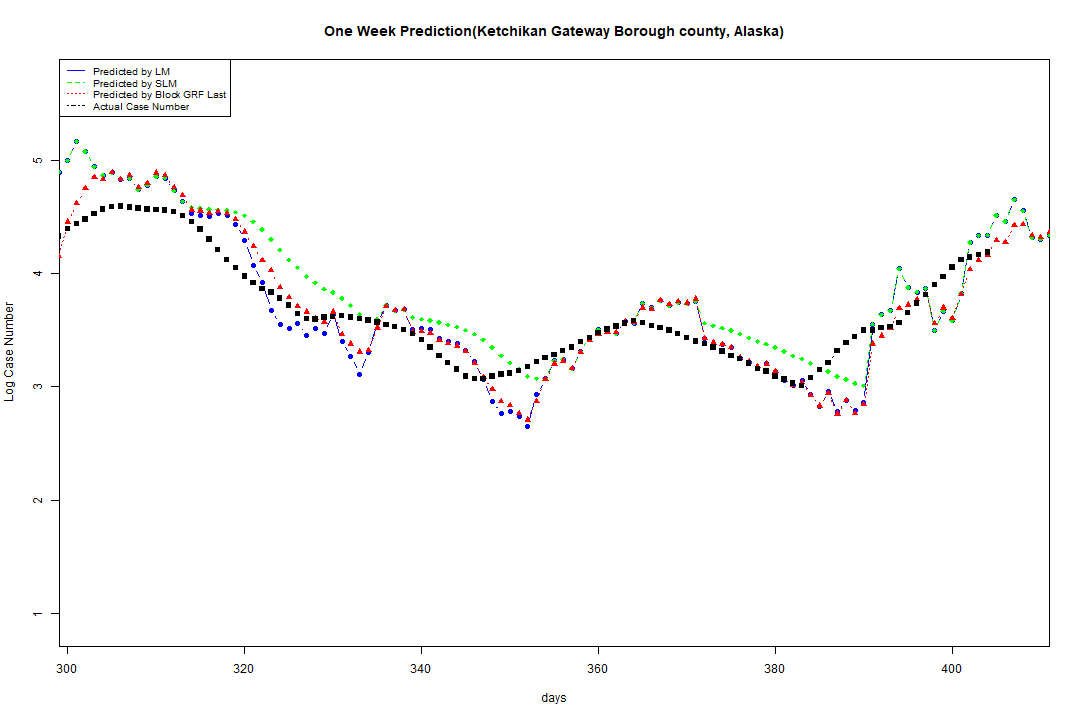 One Week Prediction(Ketchikan Gateway Borough county, Alaska)
Predicted by LM
Predicted by SLM
Predicted by Block GRF Last
Actual Case Number
5
4
3
2
1
Log Case Number
300 320 340 360 380 400
days